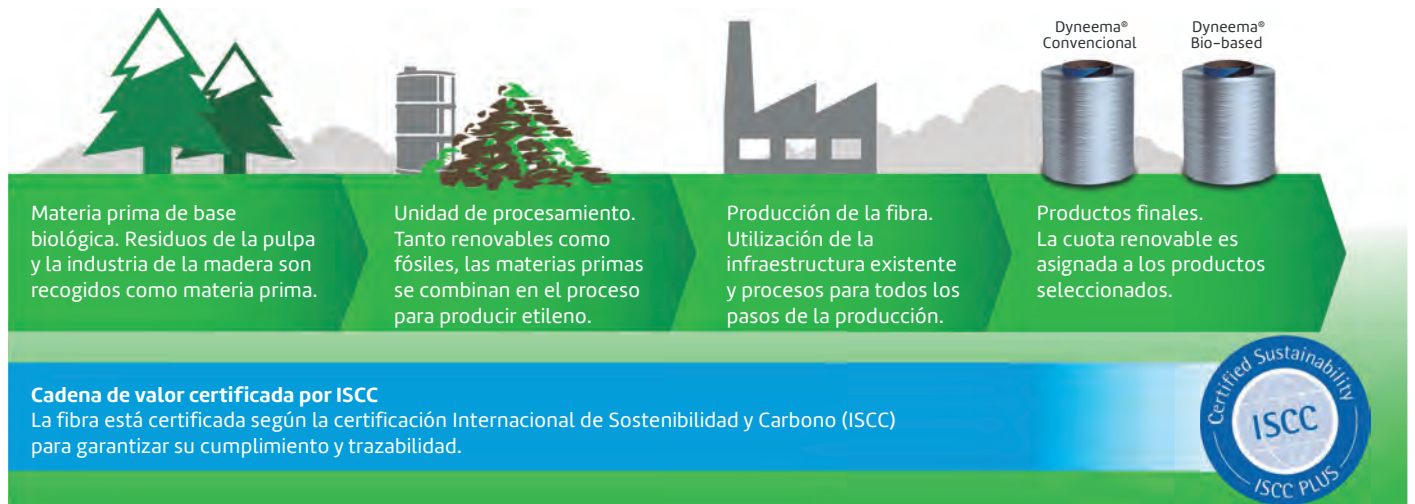 Dyneema®
Convencional
Dyneema®
Bio-based
Materia prima de base
biológica. Residuos de la pulpa
y la industria de la madera son
recogidos como materia prima.
Unidad de procesamiento.
Tanto renovables como
fósiles, las materias primas
se combinan en el proceso
para producir etileno.
Producción de la fibra.
Utilización de la
infraestructura existente
y procesos para todos los
pasos de la producción.
Productos finales.
La cuota renovable es
asignada a los productos
seleccionados.
Cadena de valor certificada por ISCC
La fibra está certificada según la certificación Internacional de Sostenibilidad y Carbono (ISCC)
para garantizar su cumplimiento y trazabilidad.
Certified Sustainability
ISCC
ISCC PLUS